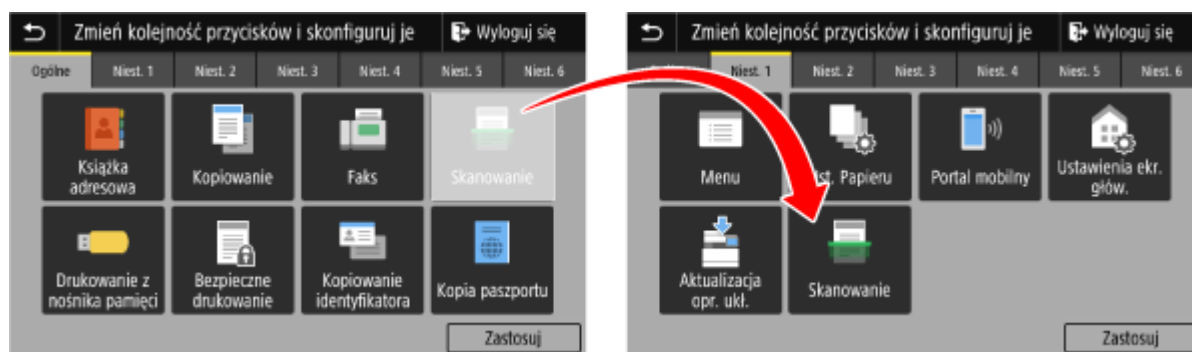 Zmień kolejność przycisków i skonfiguruj je Wyloguj się
Ogólne Niest. 1 Niest. 2 Niest. 3 Niest. 4 Niest. 5 Niest. 6
Książka
adresowa
Kopiowanie
Faks
Skanowanie
Drukowanie z
nośnika pamięci
Bezpieczne
drukowanie
Kopiowanie
identyfikatora
Kopia paszportu
Zastosuj
Zmień kolejność przycisków i skonfiguruj je Wyloguj się
Niest. 1 Niest. 2 Niest. 3 Niest. 4 Niest. 5 Niest. 6
Menu
Papieru
Portal mobilny
Ustawienia ekr.
głów.
Aktualizacja
opr. ukł.
Skanowanie
Zastosuj